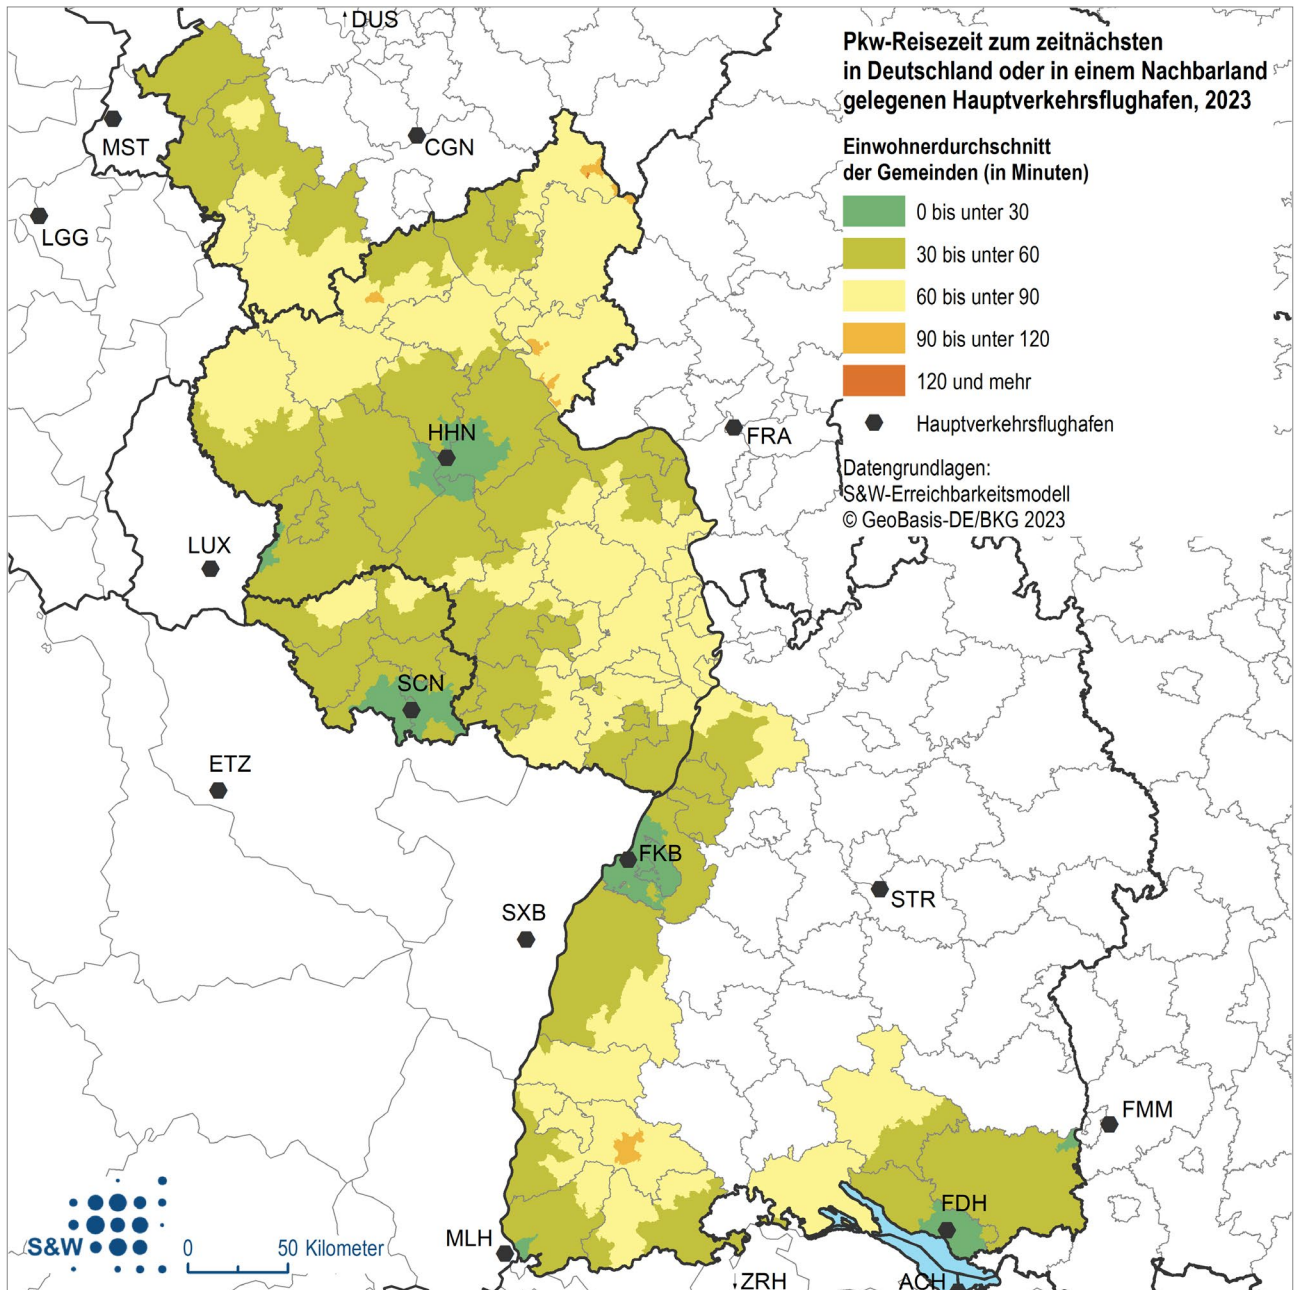 DUS
Pkw-Reisezeit zum zeitnächsten
in Deutschland oder in einem Nachbarland
gelegenen Hauptverkehrsflughafen, 2023
MST
CGN
Einwohnerdurchschnitt
der Gemeinden (in Minuten)
0 bis unter 30
LGG
30 bis unter 60
60 bis unter 90
90 bis unter 120
120 und mehr
Hauptverkehrsflughafen
HHN
FRA
Datengrundlagen:
S&W-Erreichbarkeitsmodell
© GeoBasis-DE/BKG 2023
LUX
SCN
ETZ
FKB
STR
SXB
FMM
FDH
MLH
S&W
0 50 Kilometer
ZRH
ACH